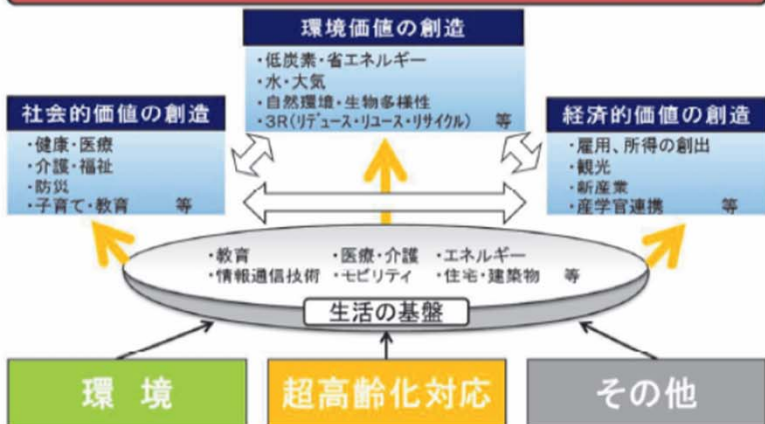 環境価値の創造
・低炭素・省エネルギー
・水・大気
・自然環境・生物多様性
・3R(リデュース・リユース・リサイクル) 等
社会的価値の創造
・健康・医療
・介護・福祉
・防災
・子育て・教育 等
経済的価値の創造
・雇用、所得の創出
・観光
・新産業
・産学官連携 等
・教育 ・医療・介護 ・エネルギー
・情報通信技術 ・モビリティ ・住宅・建築物 等
生活の基盤
環 境
超高齢化対応
その他